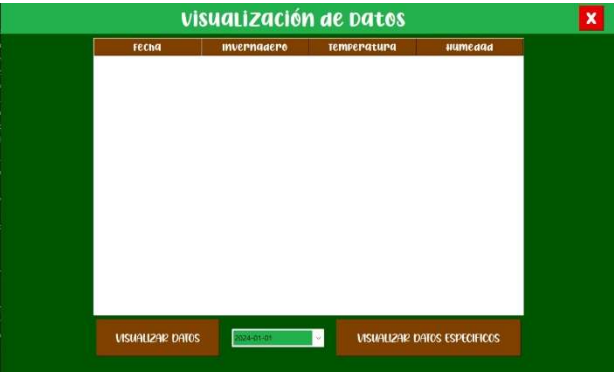 Visualización de Datos
X
Fecha Invernadero Temperatura Humedad
VISUALIZAR DATOS 2024-01-01 VISUALIZAR DATOS ESPECIFICOS